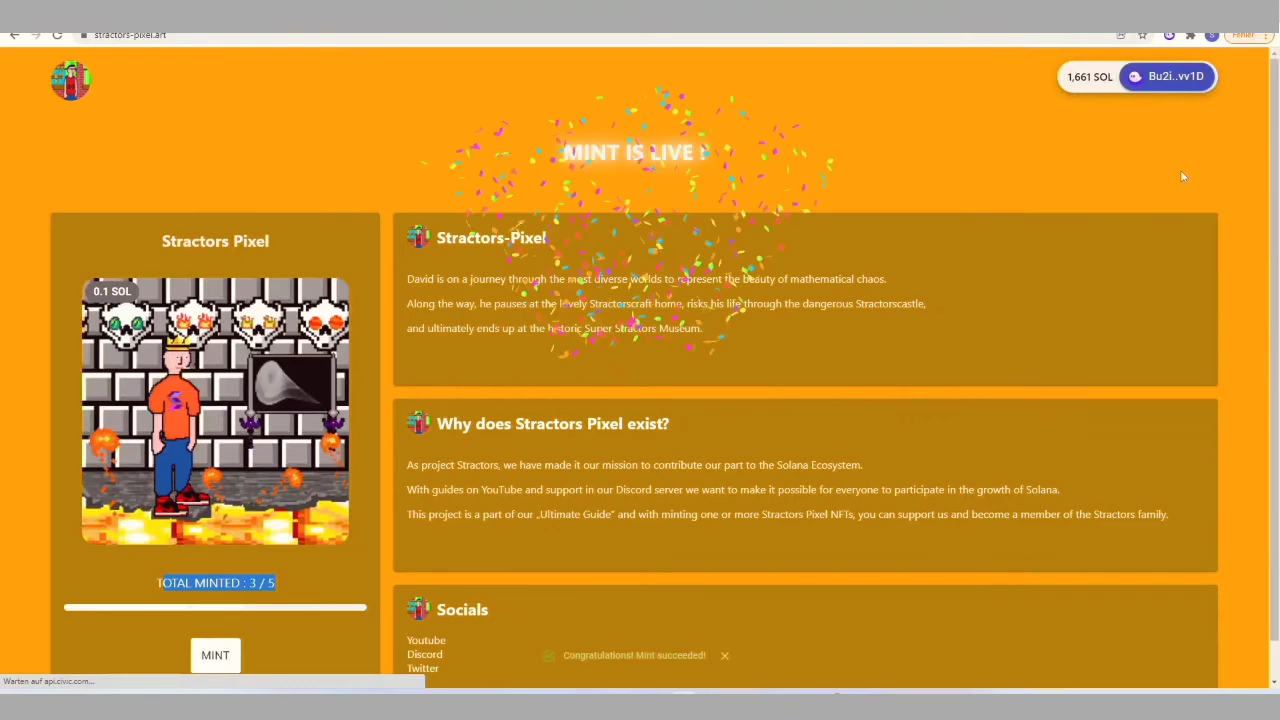 stractors-pixel.art
Fehler
1,661 SOL
Bu2i..vv1D
MINT IS LIVE !
Stractors Pixel
0.1 SOL
TOTAL MINTED : 3 / 5
MINT
Stractors-Pixel
David is on a journey through the most diverse worlds to represent the beauty of mathematical chaos.
Along the way, he pauses at the lovely Stractorscraft home, risks his life through the dangerous Stractorscastle,
and ultimately ends up at the historic Super Stractors Museum.
Why does Stractors Pixel exist?
As project Stractors, we have made it our mission to contribute our part to the Solana Ecosystem.
With guides on YouTube and support in our Discord server we want to make it possible for everyone to participate in the growth of Solana.
This project is a part of our „Ultimate Guide” and with minting one or more Stractors Pixel NFTs, you can support us and become a member of the Stractors family.
Socials
Youtube
Discord
Twitter
Congratulations! Mint succeeded!
Warten auf api.civic.com...